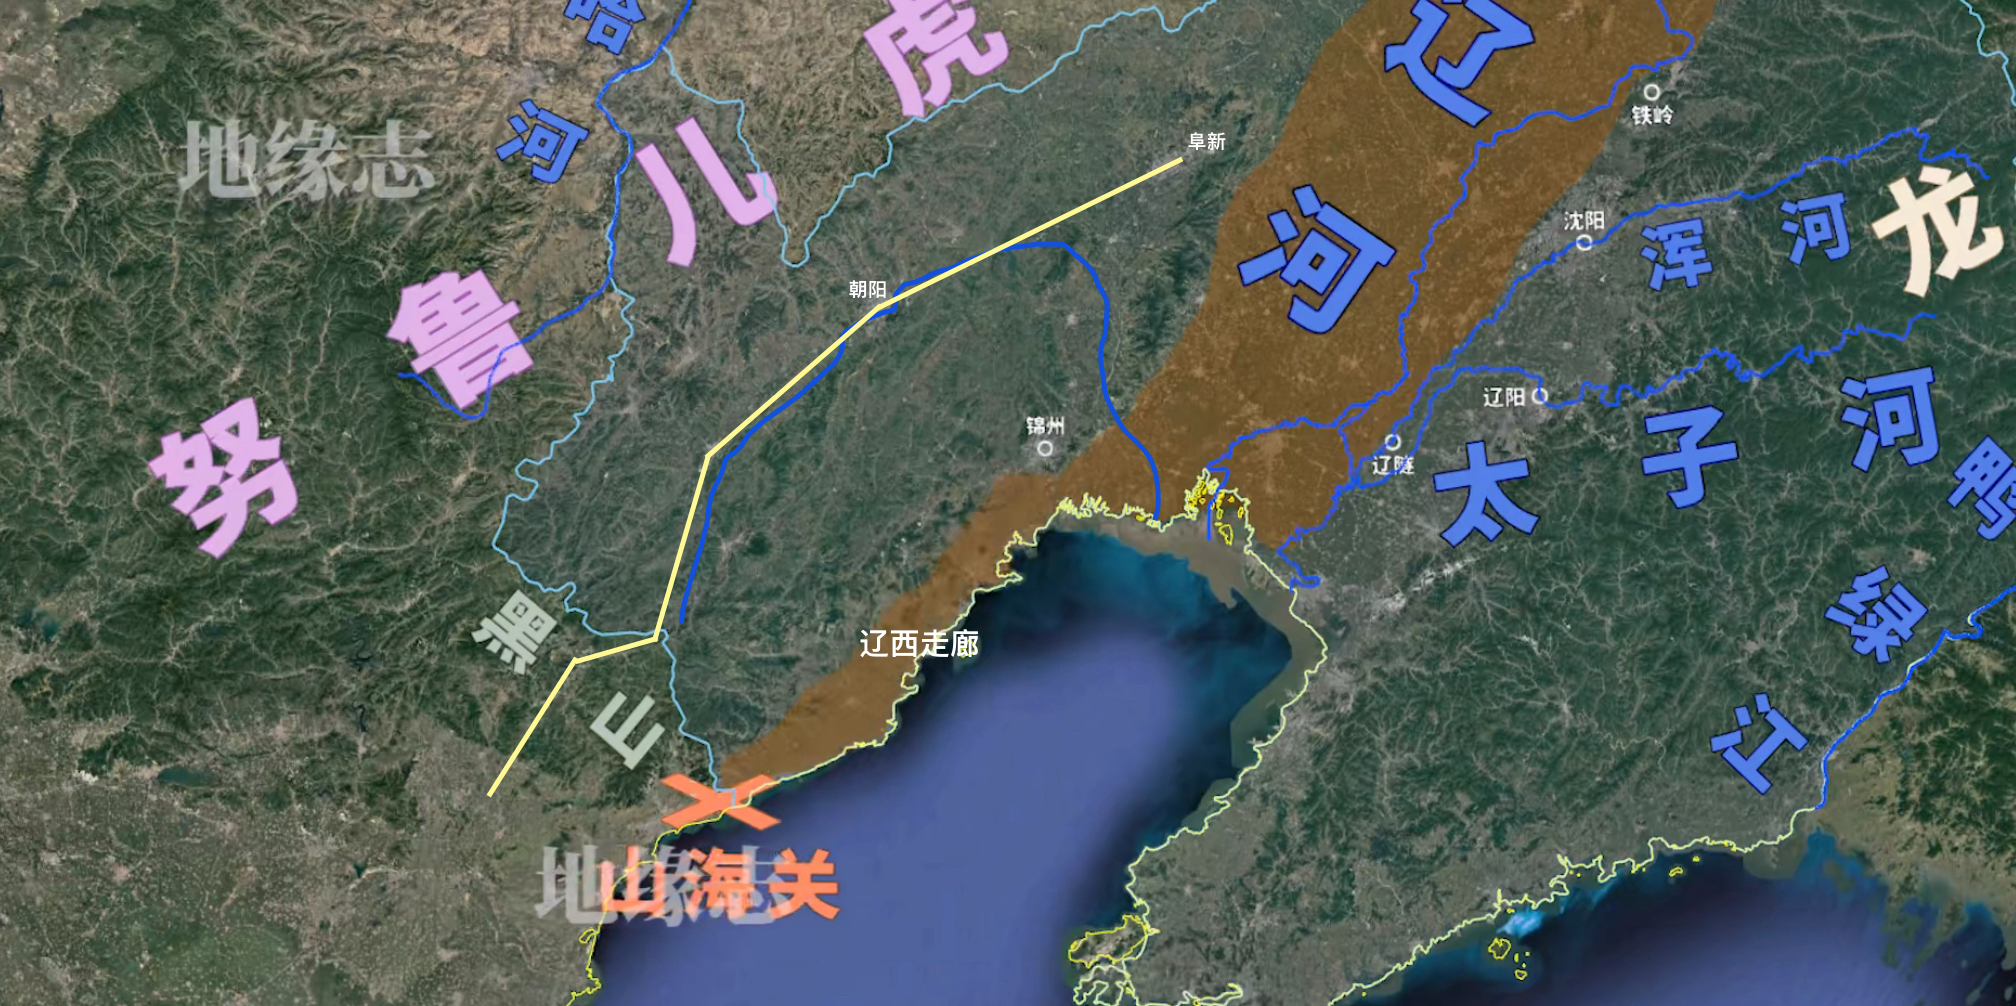 哈
河
努鲁儿虎
地缘志
辽河
铁岭
阜新
沈阳
浑河
龙
朝阳
锦州
辽阳
辽隧
太子河
鸭绿江
黑山
辽西走廊
山海关
地缘志